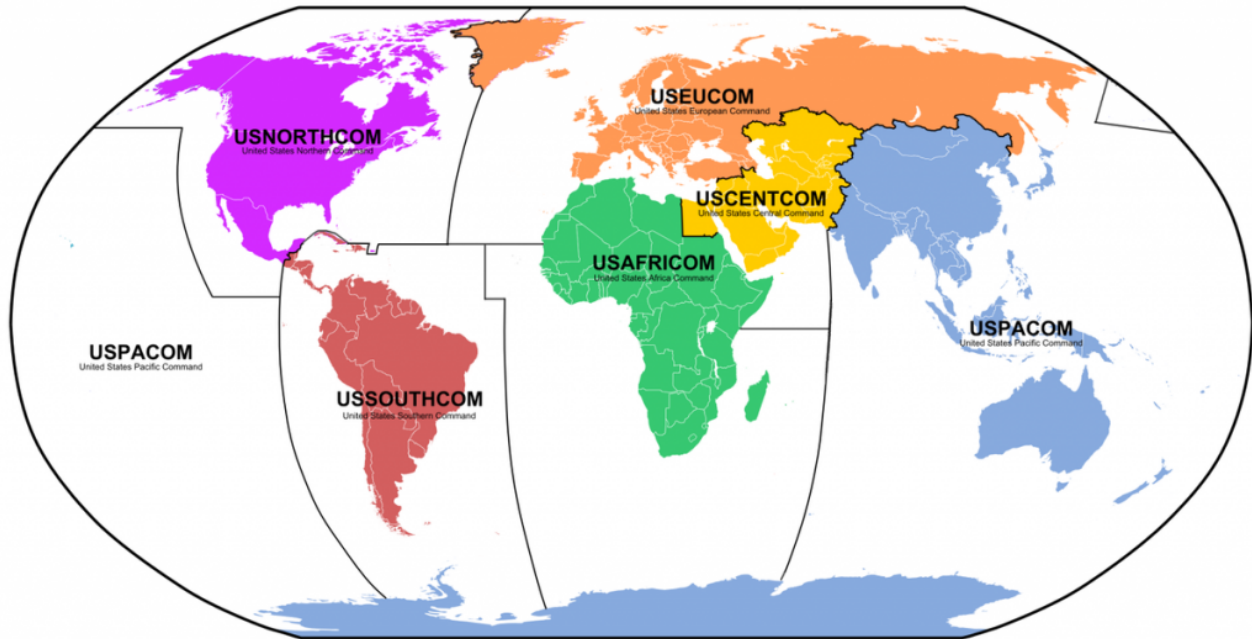 USEUCOM
United States European Command
USNORTHCOM
United States Northern Command
USCENTCOM
United States Central Command
USAFRICOM
United States Africa Command
USPACOM
United States Pacific Command
USPACOM
United States Pacific Command
USSOUTHCOM
United States Southern Command